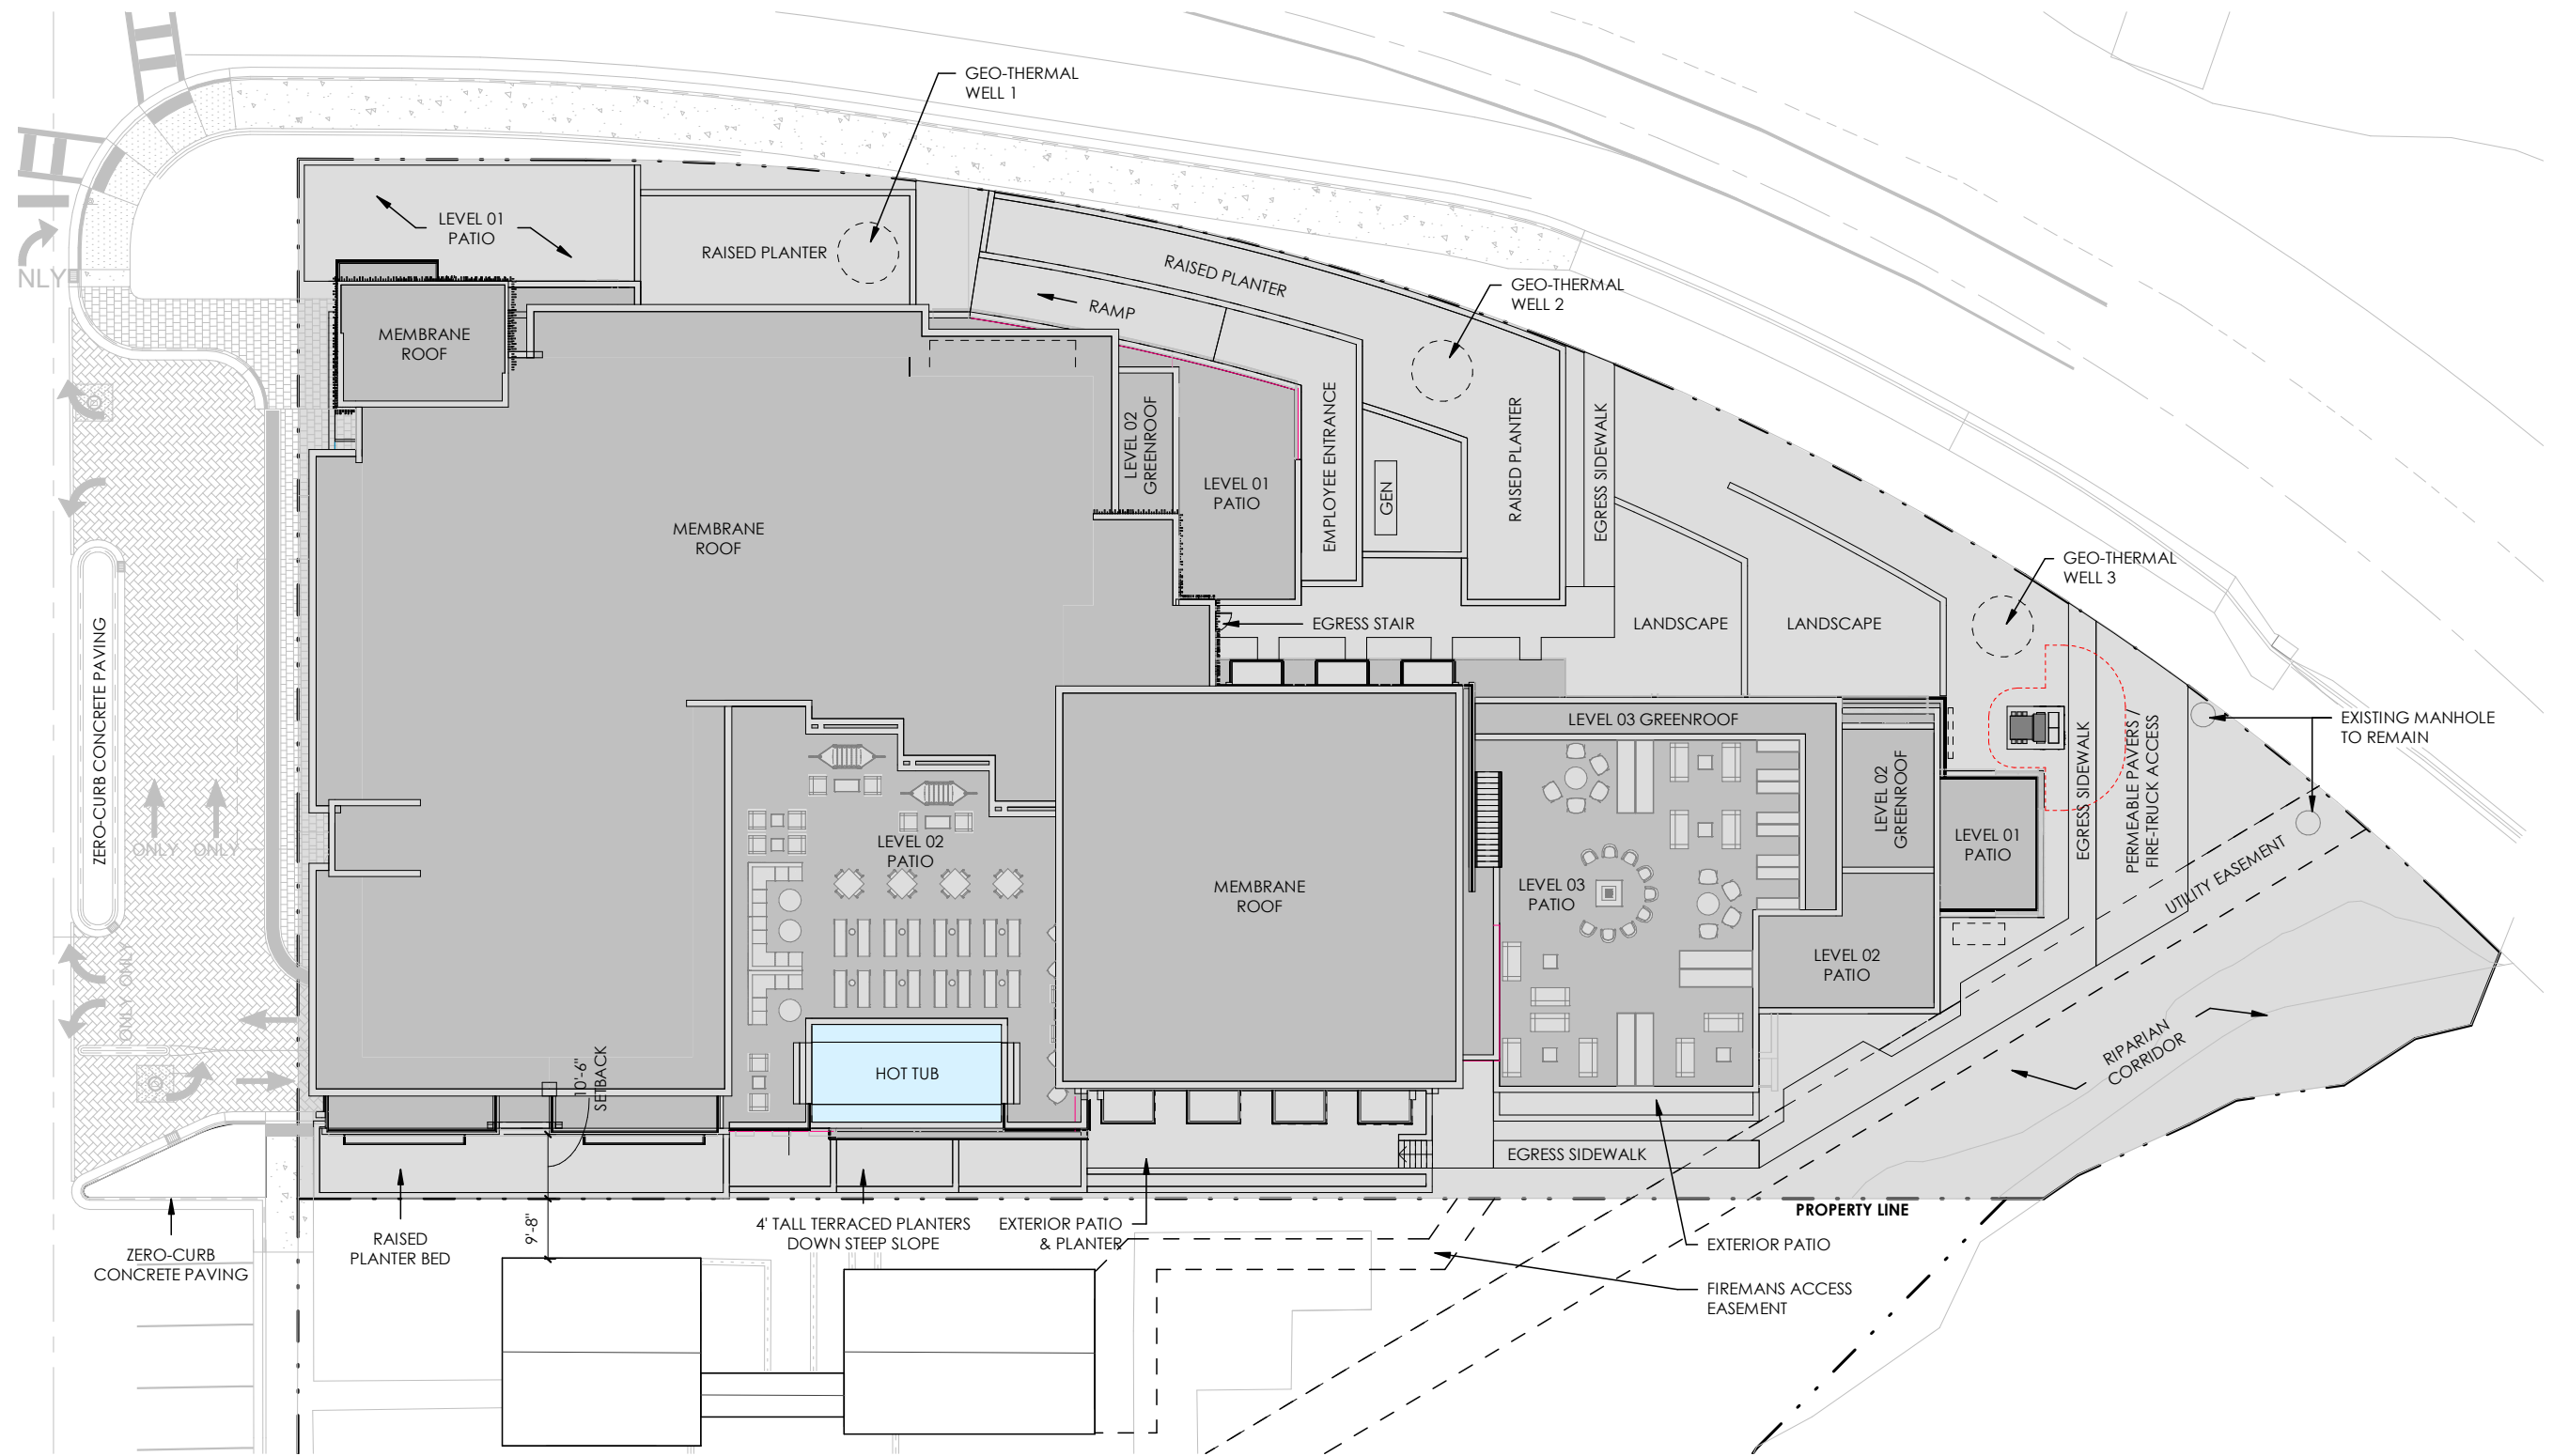 GEO-THERMAL
WELL 1
LEVEL 01
PATIO
RAISED PLANTER
RAISED PLANTER
GEO-THERMAL
WELL 2
NLY
RAMP
MEMBRANE
ROOF
LEVEL 02
GREENROOF
LEVEL 01
PATIO
EMPLOYEE ENTRANCE
GEN
RAISED PLANTER
EGRESS SIDEWALK
MEMBRANE
ROOF
GEO-THERMAL
WELL 3
EGRESS STAIR
LANDSCAPE
LANDSCAPE
ZERO-CURB CONCRETE PAVING
LEVEL 03 GREENROOF
EXISTING MANHOLE
TO REMAIN
EGRESS SIDEWALK
PERMEABLE PAVERS /
FIRE-TRUCK ACCESS
LEVEL 02
GREENROOF
LEVEL 01
PATIO
ONLY
ONLY
LEVEL 02
PATIO
MEMBRANE
ROOF
LEVEL 03
PATIO
UTILITY EASEMENT
LEVEL 02
PATIO
ONLY
ONLY
RIPARIAN
CORRIDOR
HOT TUB
10'-6"
SETBACK
EGRESS SIDEWALK
PROPERTY LINE
9'-8"
RAISED
PLANTER BED
4' TALL TERRACED PLANTERS
DOWN STEEP SLOPE
EXTERIOR PATIO
& PLANTER
EXTERIOR PATIO
ZERO-CURB
CONCRETE PAVING
FIREMANS ACCESS
EASEMENT